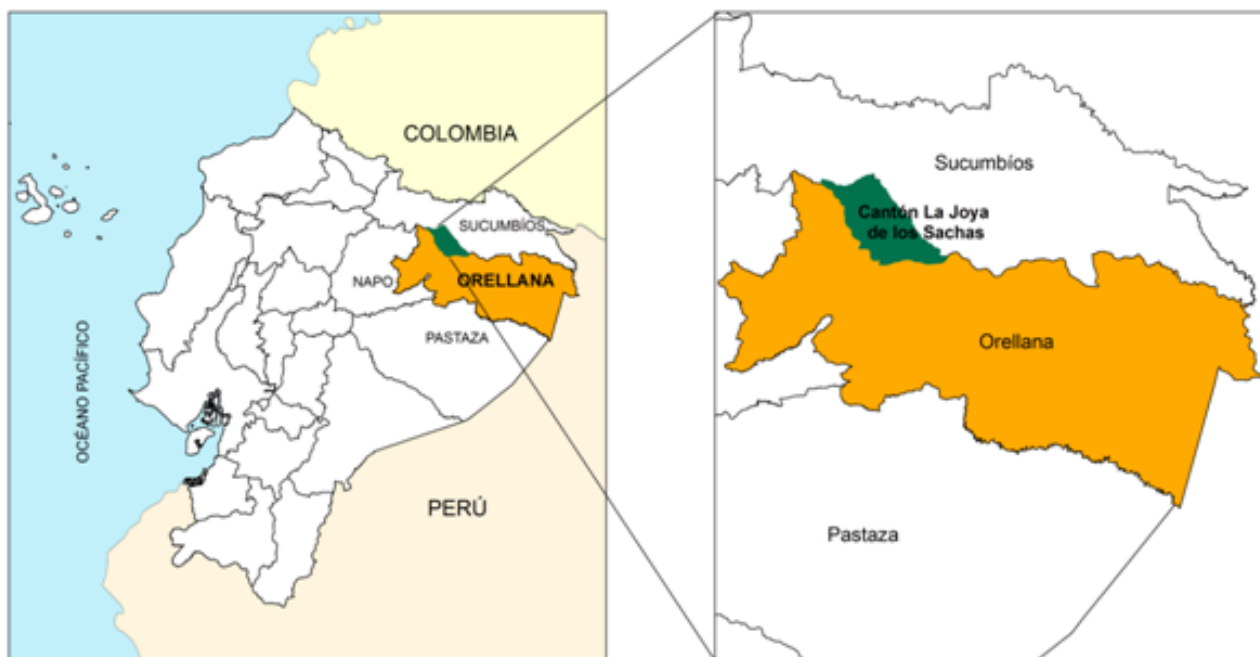 COLOMBIA
SUCUMBÍOS
NAPO
ORELLANA
PASTAZA
OCÉANO PACÍFICO
PERÚ
Sucumbíos
Cantón La Joya
de los Sachas
Orellana
Pastaza